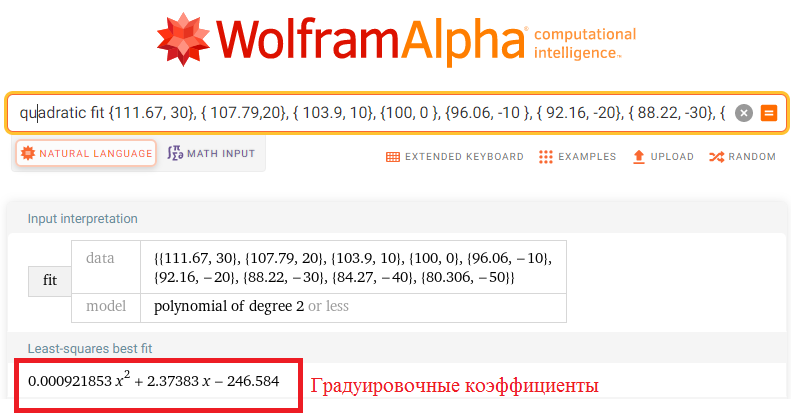 WolframAlpha computational
intelligence™
quadratic fit {111.67, 30}, { 107.79,20}, { 103.9, 10}, {100, 0 }, {96.06, -10 }, { 92.16, -20}, { 88.22, -30}, {
NATURAL LANGUAGE MATH INPUT EXTENDED KEYBOARD EXAMPLES UPLOAD RANDOM
Input interpretation
fit
data
{{111.67, 30}, {107.79, 20}, {103.9, 10}, {100, 0}, {96.06, −10},
{92.16, −20}, {88.22, −30}, {84.27, −40}, {80.306, −50}}
model polynomial of degree 2 or less
Least-squares best fit
0.000921853 x² + 2.37383 x − 246.584
Градуировочные коэффициенты